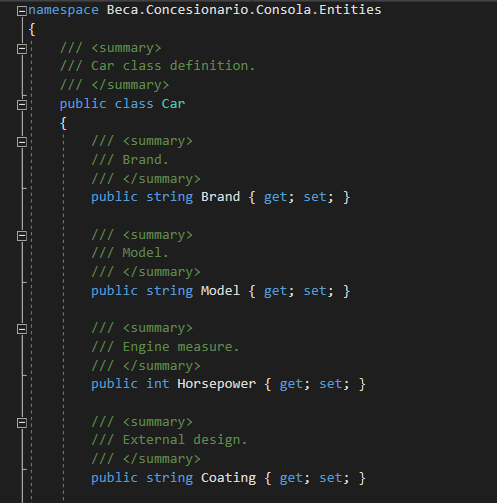 namespace Beca.Concesionario.Consola.Entities
{
/// <summary>
/// Car class definition.
/// </summary>
public class Car
{
/// <summary>
/// Brand.
/// </summary>
public string Brand { get; set; }
/// <summary>
/// Model.
/// </summary>
public string Model { get; set; }
/// <summary>
/// Engine measure.
/// </summary>
public int Horsepower { get; set; }
/// <summary>
/// External design.
/// </summary>
public string Coating { get; set; }